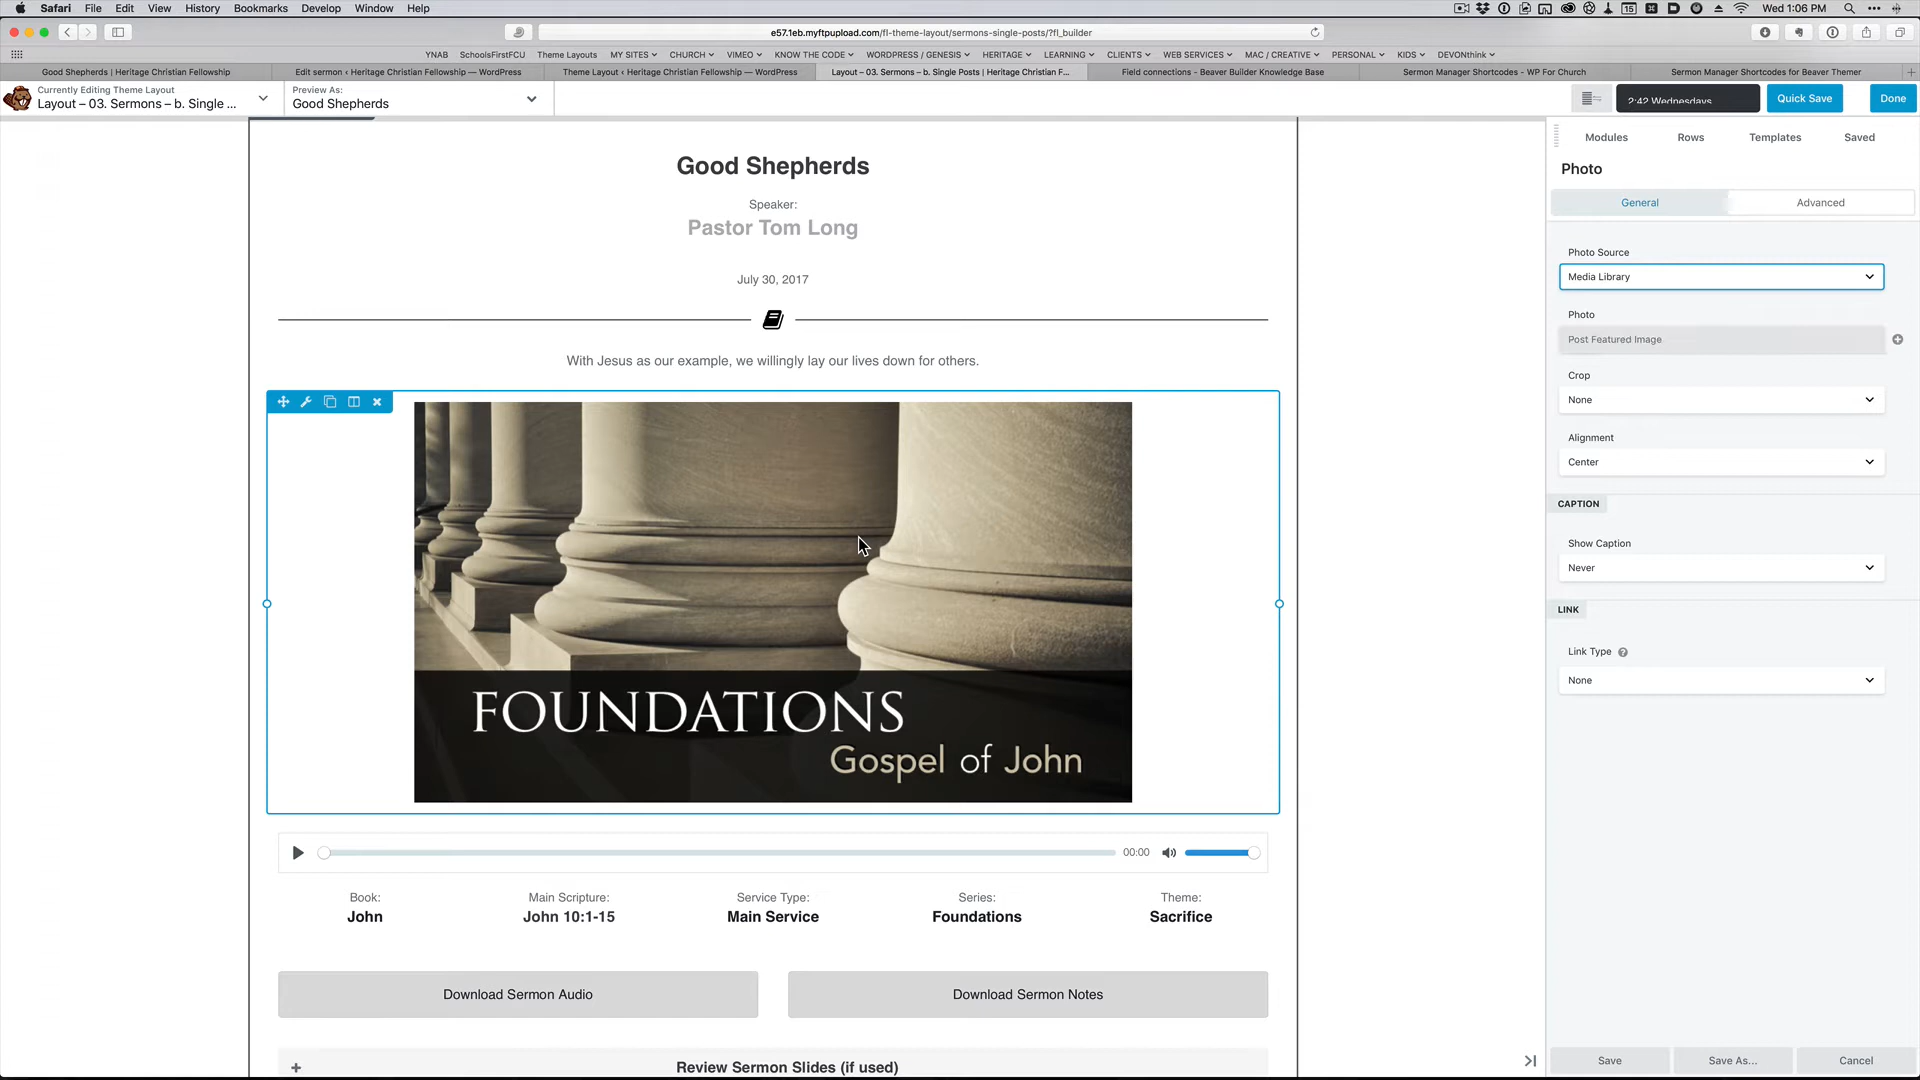 Safari File Edit View History Bookmarks Develop Window Help
15
Wed 1:06 PM
e57.1eb.myftpupload.com/fl-theme-layout/sermons-single-posts/?fl_builder
YNAB SchoolsFirstFCU Theme Layouts MY SITES CHURCH VIMEO KNOW THE CODE WORDPRESS / GENESIS HERITAGE LEARNING CLIENTS WEB SERVICES MAC / CREATIVE PERSONAL KIDS DEVONthink
Good Shepherds | Heritage Christian Fellowship
Edit sermon ‹ Heritage Christian Fellowship — WordPress
Theme Layout ‹ Heritage Christian Fellowship — WordPress
Layout – 03. Sermons – b. Single Posts | Heritage Christian F...
Field connections - Beaver Builder Knowledge Base
Sermon Manager Shortcodes - WP For Church
Sermon Manager Shortcodes for Beaver Themer
Currently Editing Theme Layout
Layout – 03. Sermons – b. Single ...
Preview As:
Good Shepherds
2:42 Wednesdays
Quick Save
Done
Good Shepherds
Speaker:
Pastor Tom Long
July 30, 2017
With Jesus as our example, we willingly lay our lives down for others.
FOUNDATIONS
Gospel of John
00:00
Book: Main Scripture: Service Type: Series: Theme:
John John 10:1-15 Main Service Foundations Sacrifice
Download Sermon Audio
Download Sermon Notes
+ Review Sermon Slides (if used)
Modules Rows Templates Saved
Photo
General Advanced
Photo Source
Media Library
Photo
Post Featured Image
Crop
None
Alignment
Center
CAPTION
Show Caption
Never
LINK
Link Type ?
None
Save Save As... Cancel